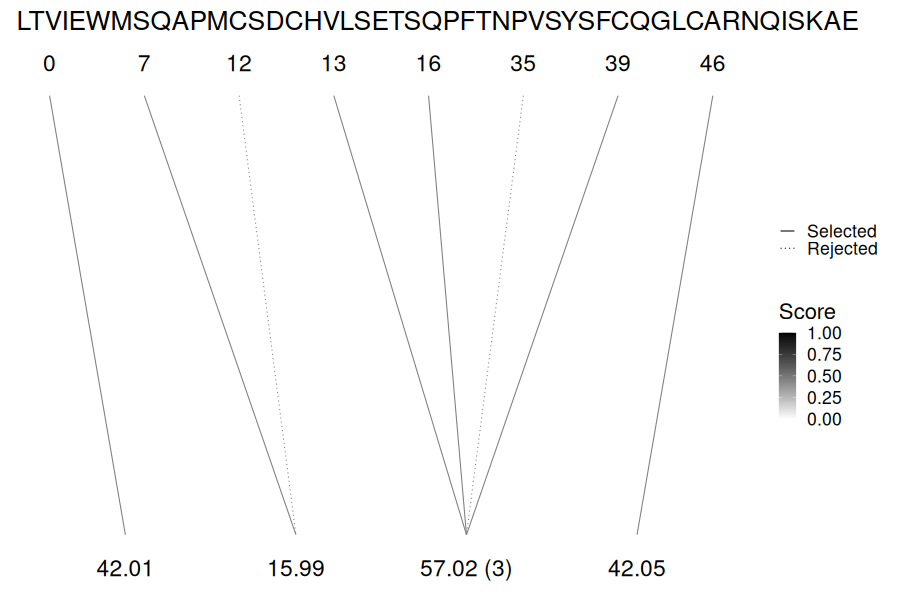 LTVIEWMSQAPMCSDCHVLSETSQPFTNPVSYSFCQGLCARNQISKAE
0 7 12 13 16 35 39 46
Selected
Rejected
Score
1.00
0.75
0.50
0.25
0.00
42.01 15.99 57.02 (3) 42.05